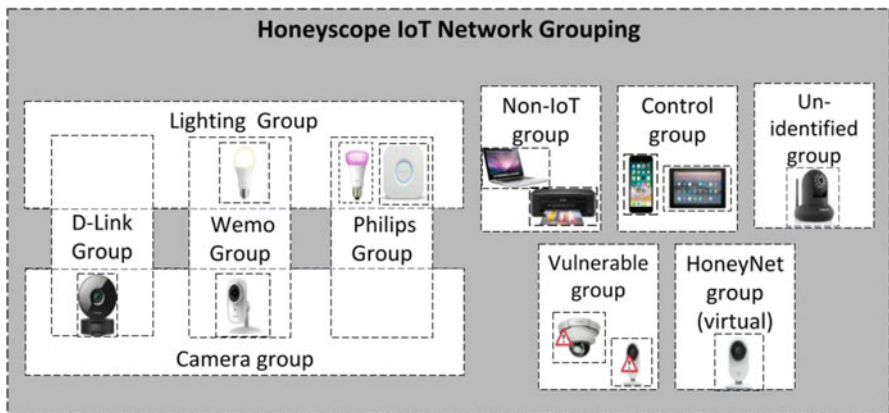 Honeyscope IoT Network Grouping
Lighting Group
D-Link
Group
Wemo
Group
Philips
Group
Camera group
Non-IoT
group
Control
group
Un-
identified
group
Vulnerable
group
HoneyNet
group
(virtual)